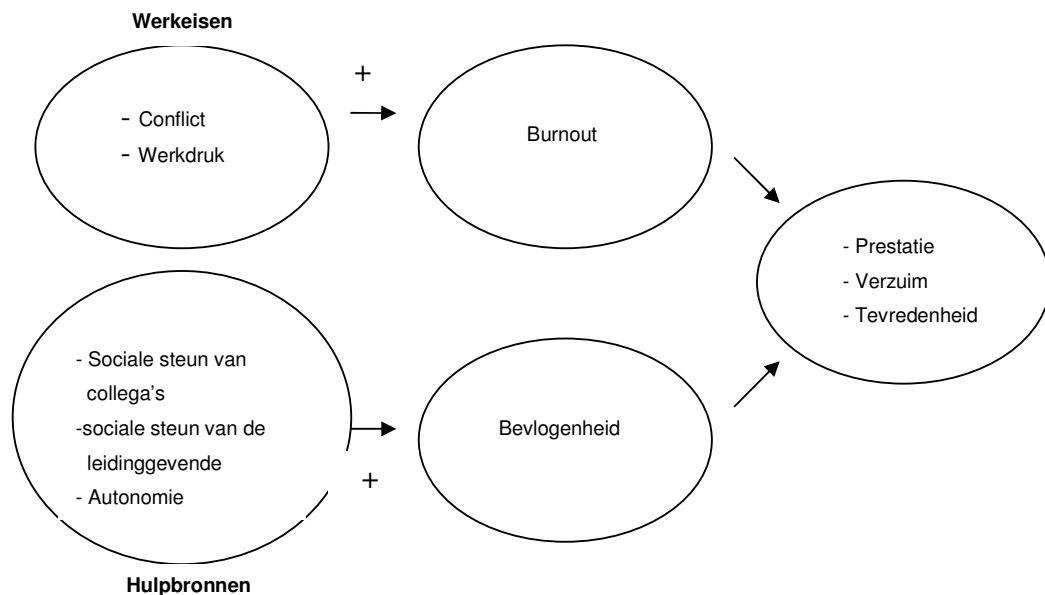 Werkeisen
+
- Conflict
- Werkdruk
Burnout
- Prestatie
- Verzuim
- Tevredenheid
- Sociale steun van
collega's
-sociale steun van de
leidinggevende
- Autonomie
Bevlogenheid
+
Hulpbronnen